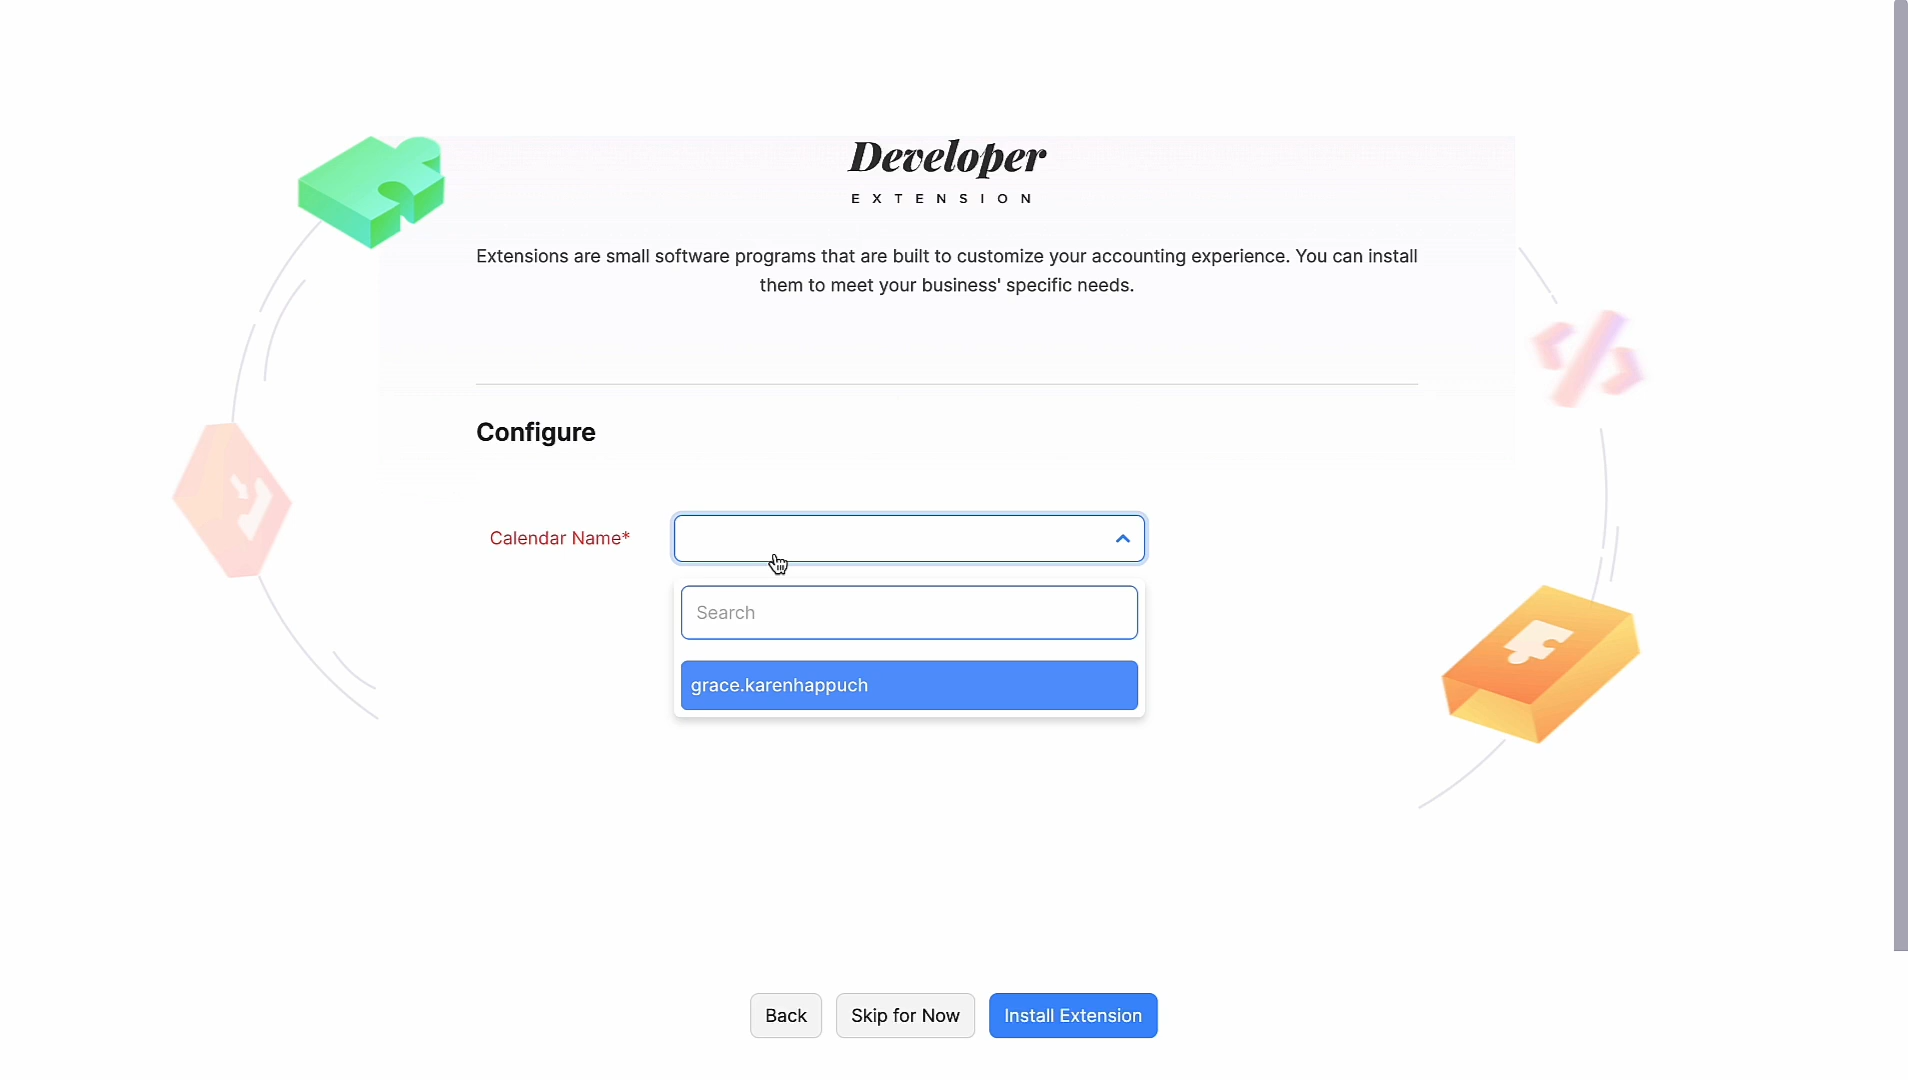 Developer
EXTENSION
Extensions are small software programs that are built to customize your accounting experience. You can install
them to meet your business' specific needs.
Configure
Calendar Name*
Search
grace.karenhappuch
Back
Skip for Now
Install Extension